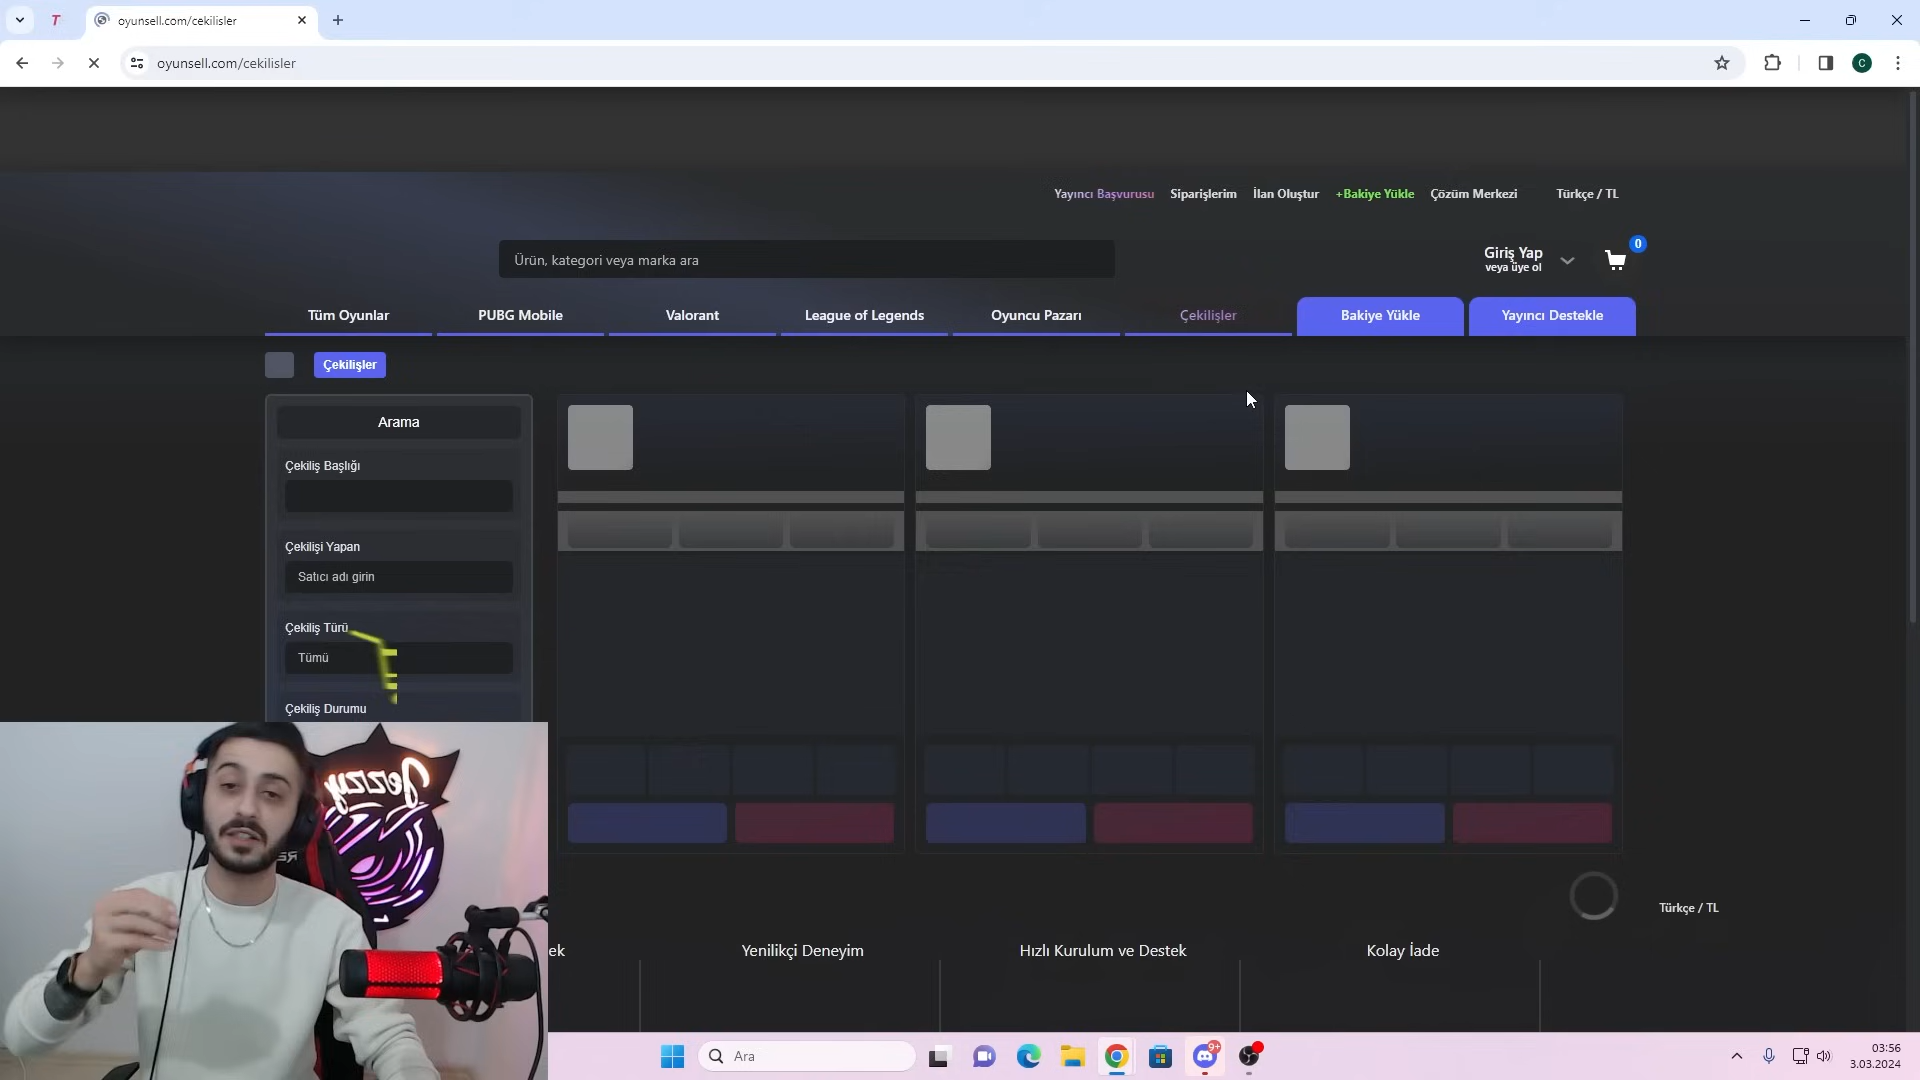 oyunsell.com/cekilisler
oyunsell.com/cekilisler
C
Yayıncı Başvurusu
Siparişlerim
İlan Oluştur
+Bakiye Yükle
Çözüm Merkezi
Türkçe / TL
Ürün, kategori veya marka ara
Giriş Yap
veya üye ol
0
Tüm Oyunlar
PUBG Mobile
Valorant
League of Legends
Oyuncu Pazarı
Çekilişler
Bakiye Yükle
Yayıncı Destekle
Çekilişler
Arama
Çekiliş Başlığı
Çekilişi Yapan
Satıcı adı girin
Çekiliş Türü
Tümü
Çekiliş Durumu
Jezzy
Türkçe / TL
ek
Yenilikçi Deneyim
Hızlı Kurulum ve Destek
Kolay İade
Ara
9+
03:56
3.03.2024